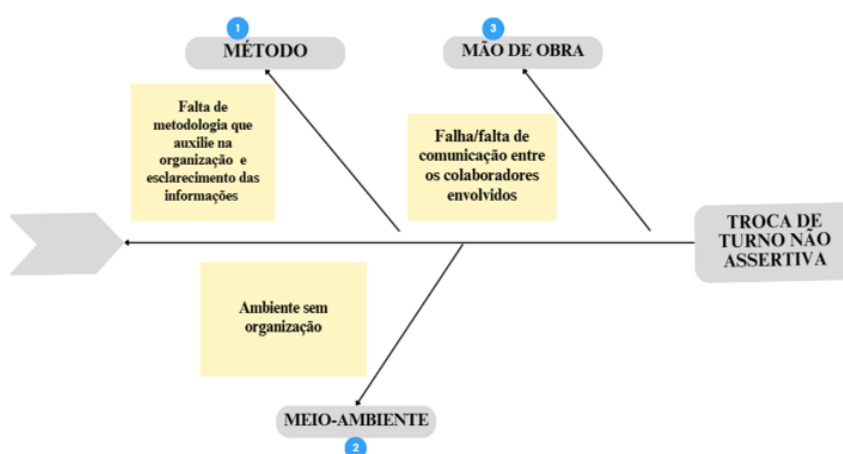 1
MÉTODO
Falta de
metodologia que
auxilie na
organização e
esclarecimento das
informações
3
MÃO DE OBRA
Falha/falta de
comunicação entre
os colaboradores
envolvidos
TROCA DE
TURNO NÃO
ASSERTIVA
Ambiente sem
organização
MEIO-AMBIENTE
2